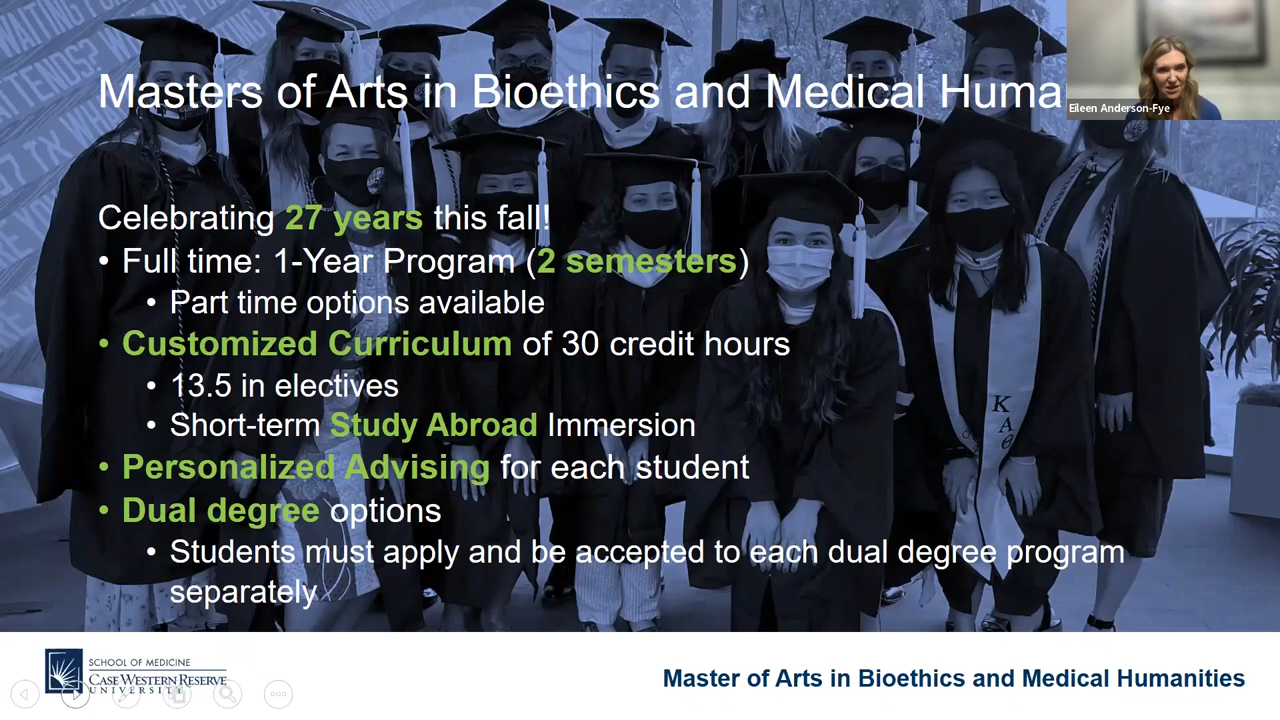 Masters of Arts in Bioethics and Medical Huma
Eileen Anderson-Fye
Celebrating 27 years this fall!
• Full time: 1-Year Program (2 semesters)
• Part time options available
• Customized Curriculum of 30 credit hours
• 13.5 in electives
• Short-term Study Abroad Immersion
• Personalized Advising for each student
• Dual degree options
• Students must apply and be accepted to each dual degree program
separately
ΚΑΘ
SCHOOL OF MEDICINE
CASE WESTERN RESERVE
UNIVERSITY
Master of Arts in Bioethics and Medical Humanities